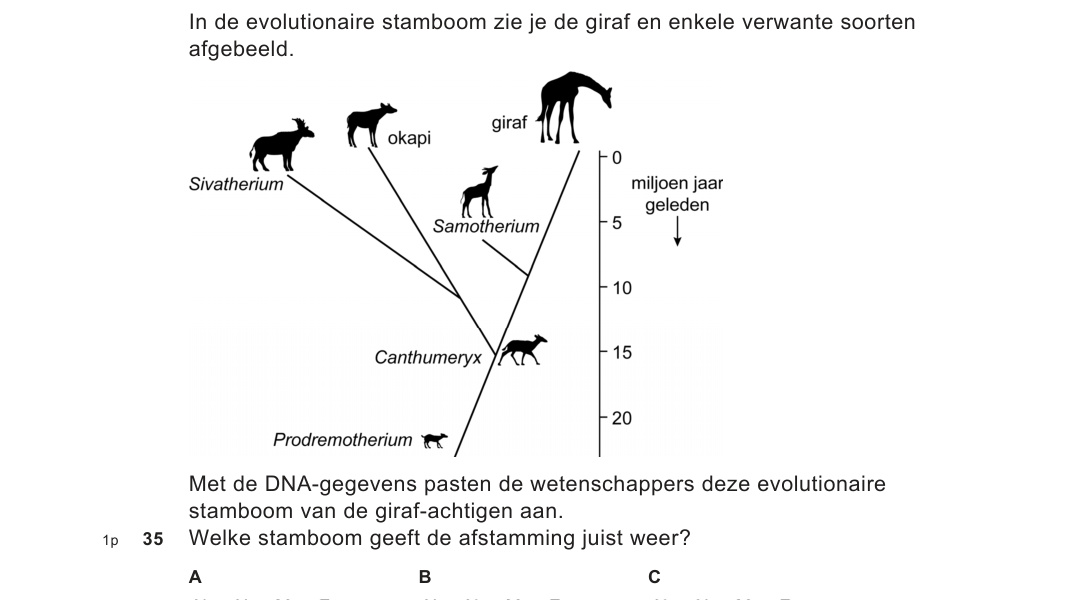 In de evolutionaire stamboom zie je de giraf en enkele verwante soorten
afgebeeld.
giraf
okapi
Sivatherium
Samotherium
0
miljoen jaar
geleden
5
10
Canthumeryx
15
20
Prodremotherium
Met de DNA-gegevens pasten de wetenschappers deze evolutionaire
stamboom van de giraf-achtigen aan.
1p 35 Welke stamboom geeft de afstamming juist weer?
A B C